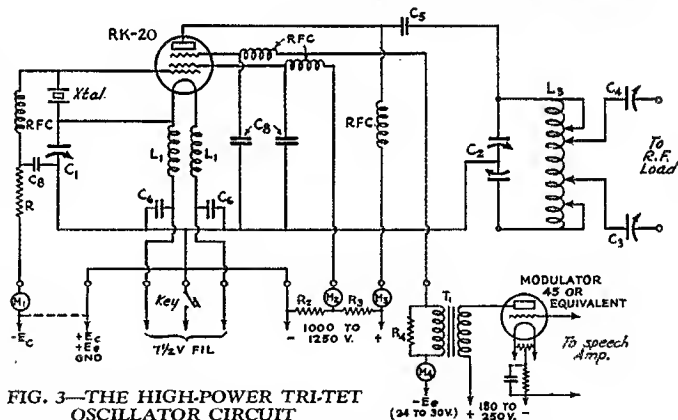 RK-20
RFC
C5
Xtal.
RFC
C8
C1
R
L1
L1
C8
C6
C6
RFC
C2
L3
C4
C3
To
R.F.
Load
M1
Key
R2
M2
R3
M3
1000 TO
1250 V.
-
+
-Ec
+Ec
+Ee
GND
7½V FIL
R4
T1
M4
-Ee
(24 TO 30V.)
MODULATOR
45 OR
EQUIVALENT
To speech
Amp.
+ 180 TO -
250 V.
FIG. 3—THE HIGH-POWER TRI-TET
OSCILLATOR CIRCUIT